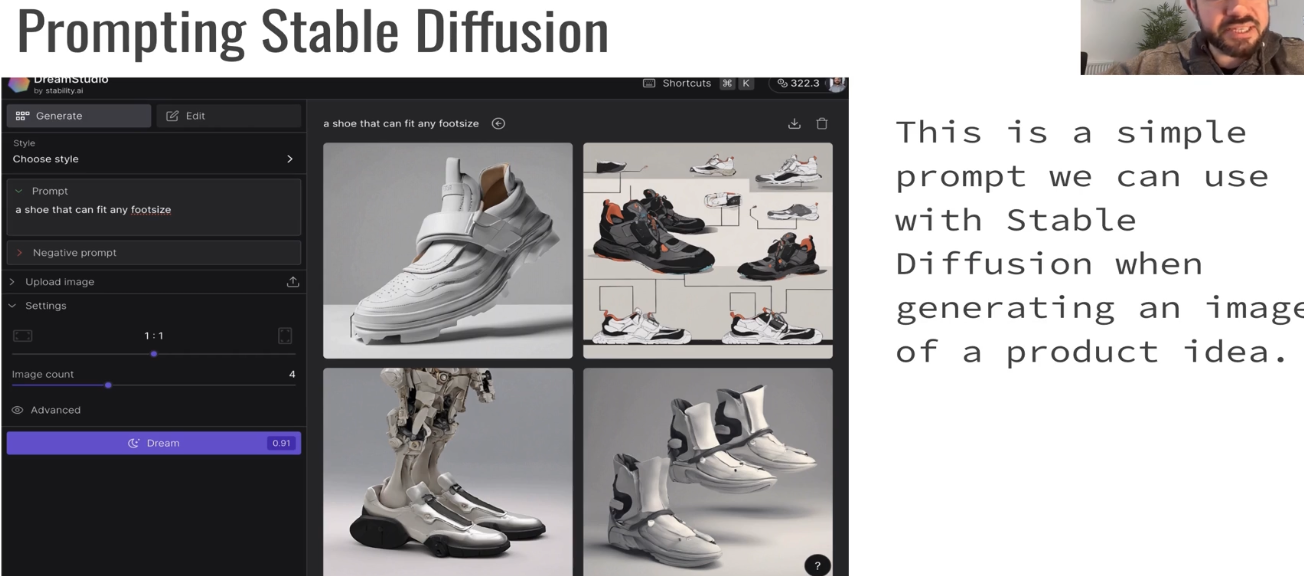 Prompting Stable Diffusion
DreamStudio
by stability.ai
Shortcuts ⌘ K 322.3
Generate Edit
Style
Choose style
Prompt
a shoe that can fit any footsize
Negative prompt
Upload image
Settings
1 : 1
Image count 4
Advanced
Dream 0.91
a shoe that can fit any footsize
?
This is a simple
prompt we can use
with Stable
Diffusion when
generating an image
of a product idea.